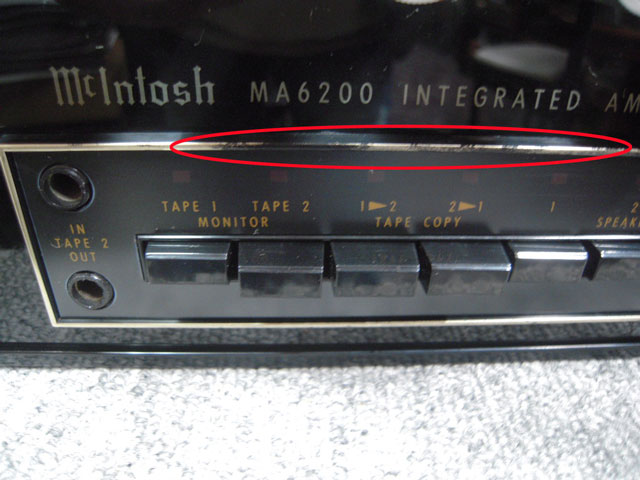 McIntosh MA6200 INTEGRATED AM
TAPE 1 TAPE 2 1►2 2►1 1 2
MONITOR TAPE COPY SPEAK
IN
TAPE 2
OUT